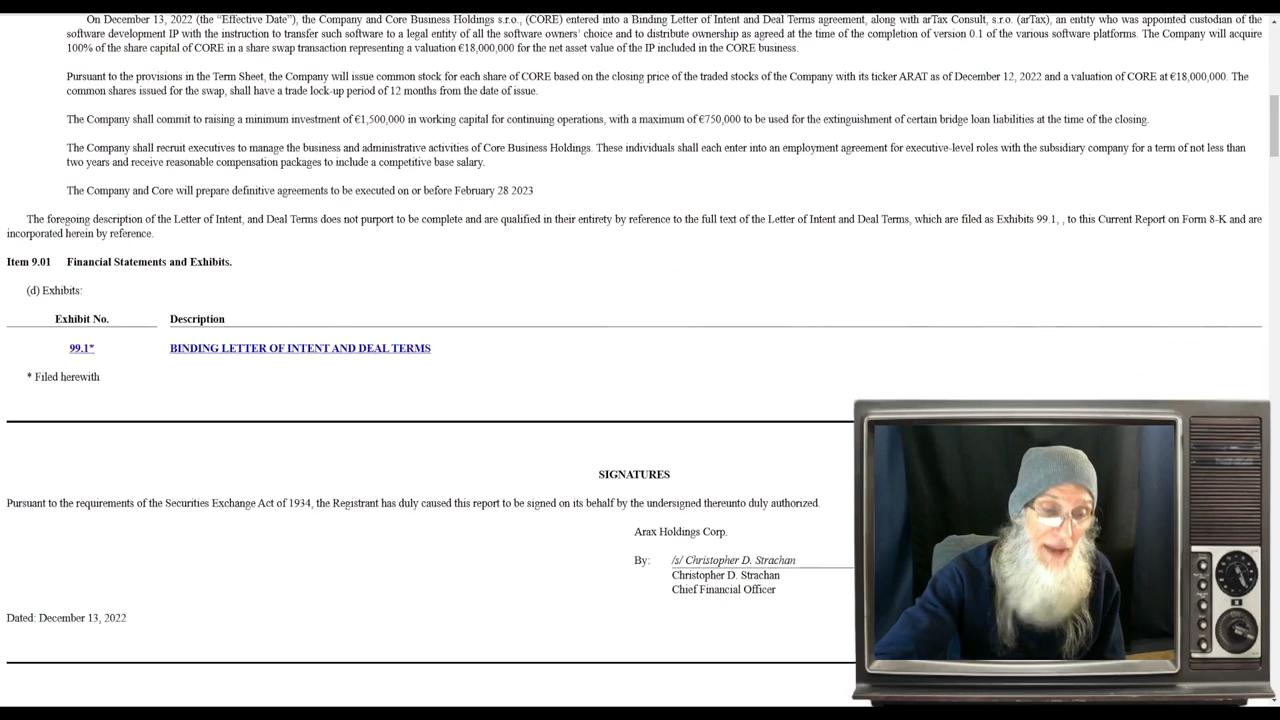 On December 13, 2022 (the “Effective Date”), the Company and Core Business Holdings s.r.o., (CORE) entered into a Binding Letter of Intent and Deal Terms agreement, along with arTax Consult, s.r.o. (arTax), an entity who was appointed custodian of the
software development IP with the instruction to transfer such software to a legal entity of all the software owners’ choice and to distribute ownership as agreed at the time of the completion of version 0.1 of the various software platforms. The Company will acquire
100% of the share capital of CORE in a share swap transaction representing a valuation €18,000,000 for the net asset value of the IP included in the CORE business.
Pursuant to the provisions in the Term Sheet, the Company will issue common stock for each share of CORE based on the closing price of the traded stocks of the Company with its ticker ARAT as of December 12, 2022 and a valuation of CORE at €18,000,000. The
common shares issued for the swap, shall have a trade lock-up period of 12 months from the date of issue.
The Company shall commit to raising a minimum investment of €1,500,000 in working capital for continuing operations, with a maximum of €750,000 to be used for the extinguishment of certain bridge loan liabilities at the time of the closing.
The Company shall recruit executives to manage the business and administrative activities of Core Business Holdings. These individuals shall each enter into an employment agreement for executive-level roles with the subsidiary company for a term of not less than
two years and receive reasonable compensation packages to include a competitive base salary.
The Company and Core will prepare definitive agreements to be executed on or before February 28 2023
The foregoing description of the Letter of Intent, and Deal Terms does not purport to be complete and are qualified in their entirety by reference to the full text of the Letter of Intent and Deal Terms, which are filed as Exhibits 99.1, , to this Current Report on Form 8-K and are
incorporated herein by reference.
Item 9.01 Financial Statements and Exhibits.
(d) Exhibits:
Exhibit No. Description
99.1* BINDING LETTER OF INTENT AND DEAL TERMS
* Filed herewith
SIGNATURES
Pursuant to the requirements of the Securities Exchange Act of 1934, the Registrant has duly caused this report to be signed on its behalf by the undersigned thereunto duly authorized.
Arax Holdings Corp.
By: /s/ Christopher D. Strachan
Christopher D. Strachan
Chief Financial Officer
Dated: December 13, 2022